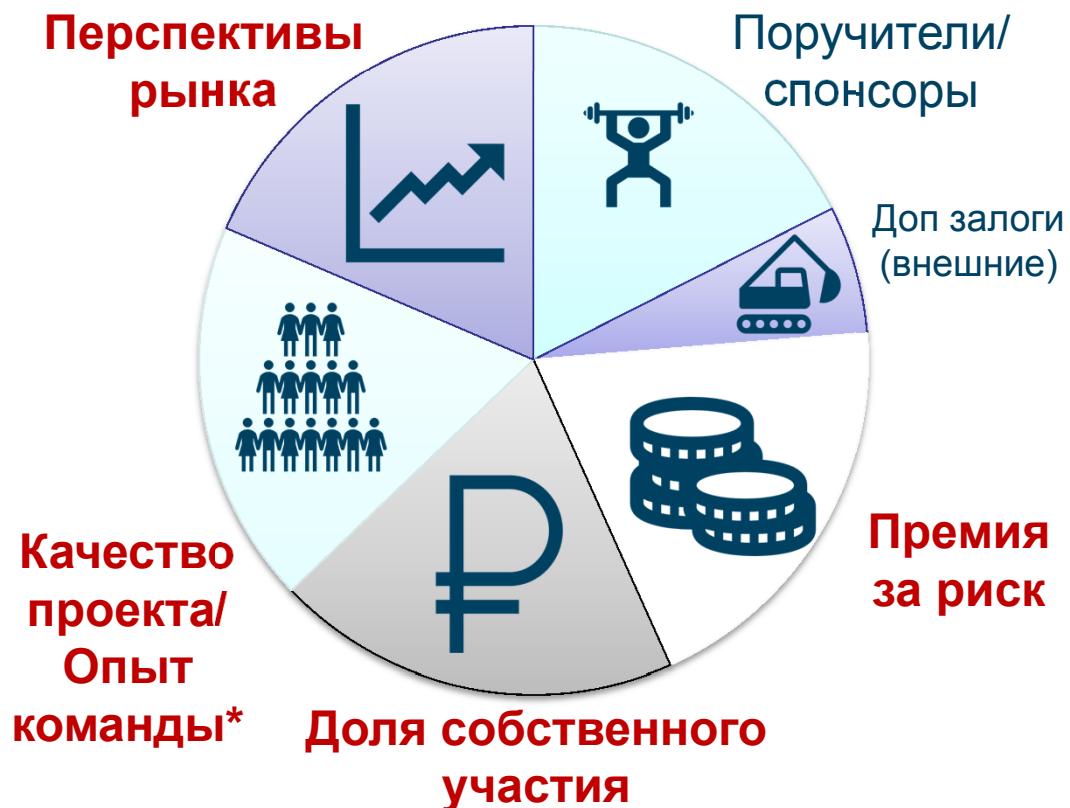 Перспективы
рынка
Поручители/
спонсоры
Доп залоги
(внешние)
Премия
за риск
Качество
проекта/
Опыт
команды*
Доля собственного
участия